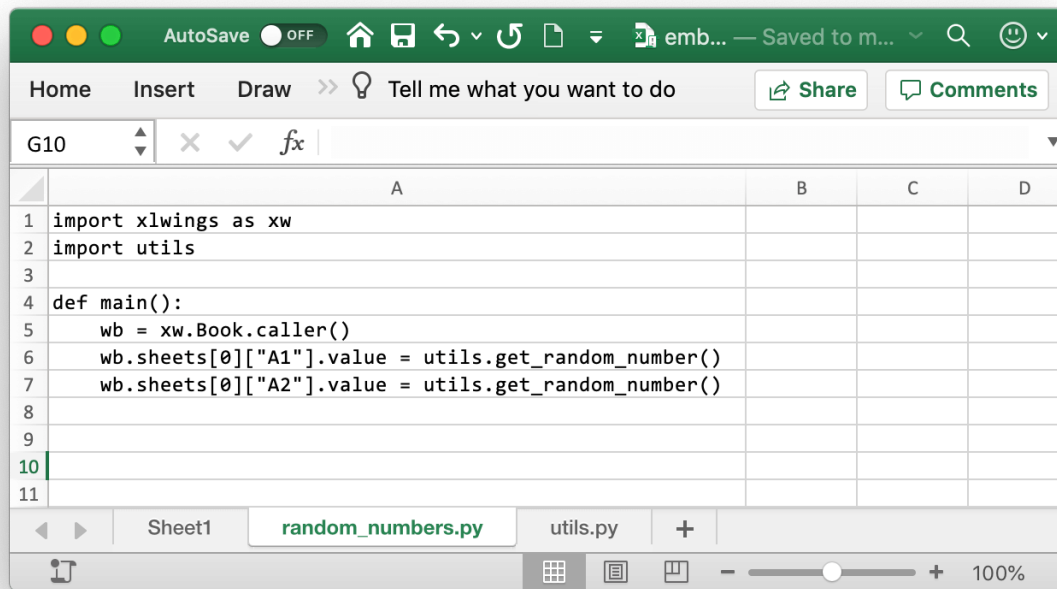 AutoSave OFF emb... — Saved to m...
Home Insert Draw >> Tell me what you want to do Share Comments
G10 fx
A B C D
1 import xlwings as xw
2 import utils
3
4 def main():
5     wb = xw.Book.caller()
6     wb.sheets[0]["A1"].value = utils.get_random_number()
7     wb.sheets[0]["A2"].value = utils.get_random_number()
8
9
10
11
Sheet1 random_numbers.py utils.py +
− + 100%